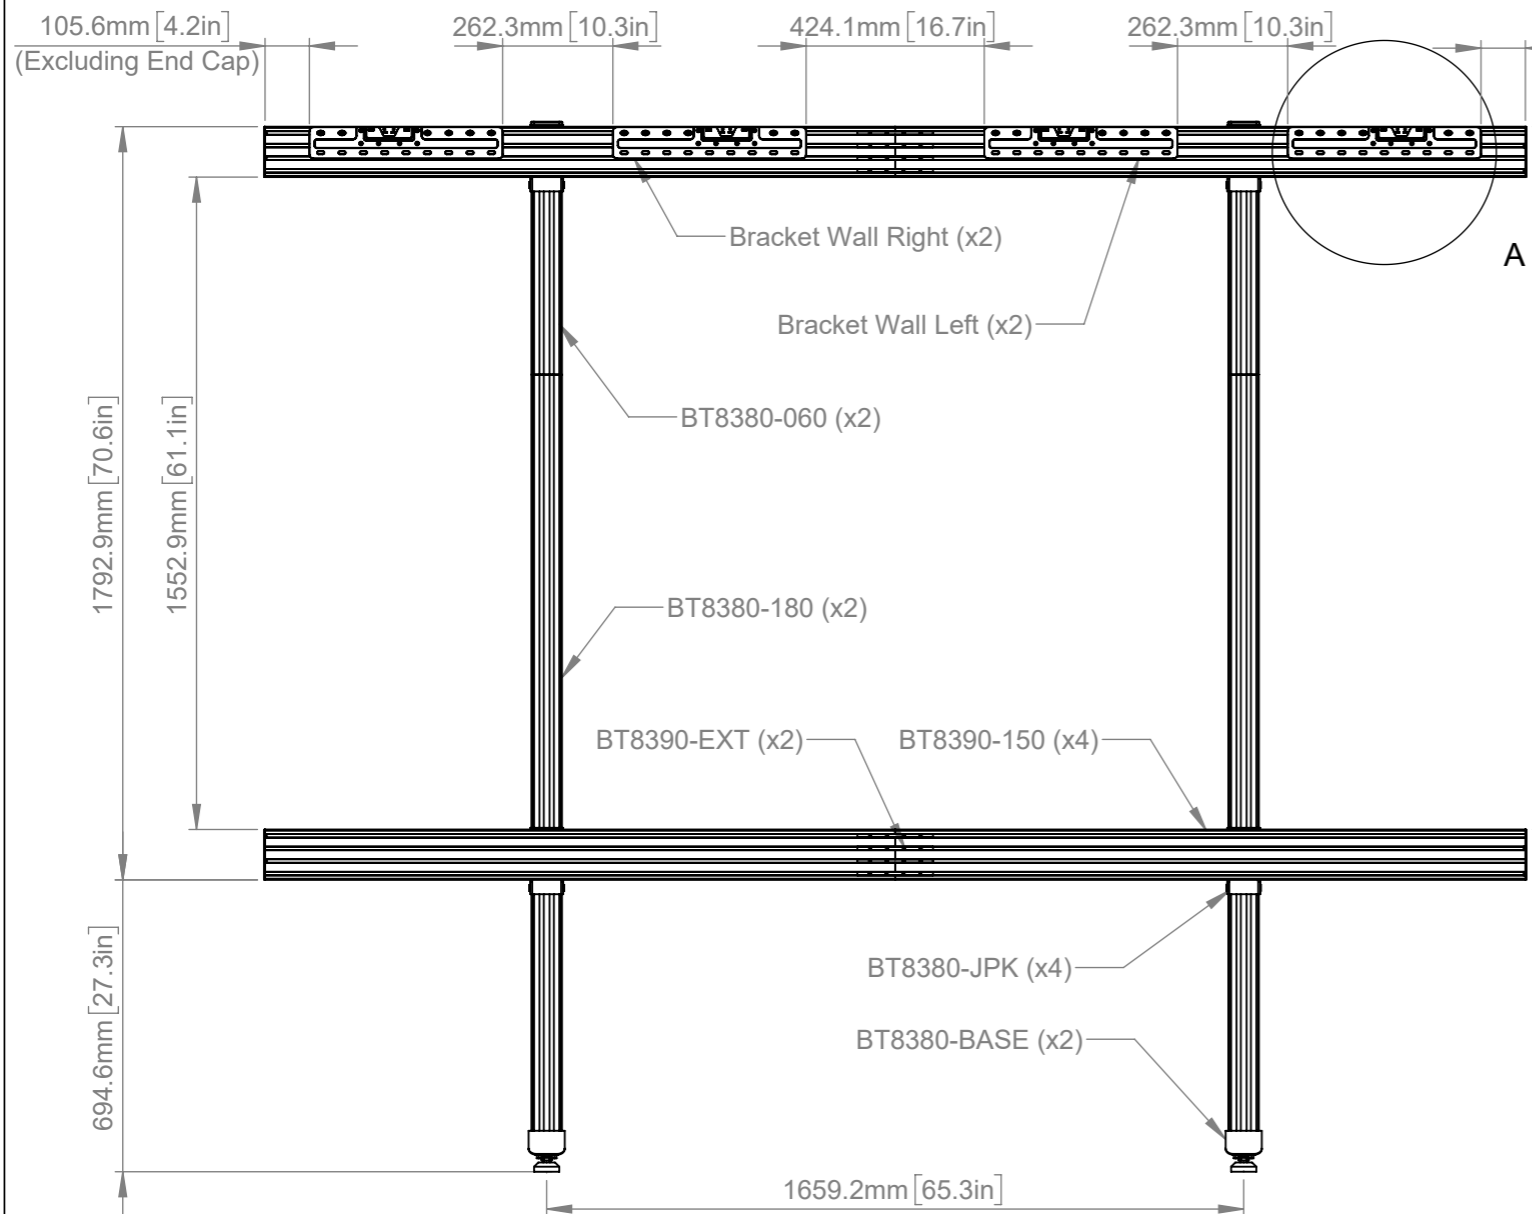 105.6mm [4.2in]
(Excluding End Cap)
262.3mm [10.3in]
424.1mm [16.7in]
262.3mm [10.3in]
A
Bracket Wall Right (x2)
Bracket Wall Left (x2)
BT8380-060 (x2)
1792.9mm [70.6in]
1552.9mm [61.1in]
BT8380-180 (x2)
BT8390-EXT (x2)
BT8390-150 (x4)
BT8380-JPK (x4)
BT8380-BASE (x2)
694.6mm [27.3in]
1659.2mm [65.3in]